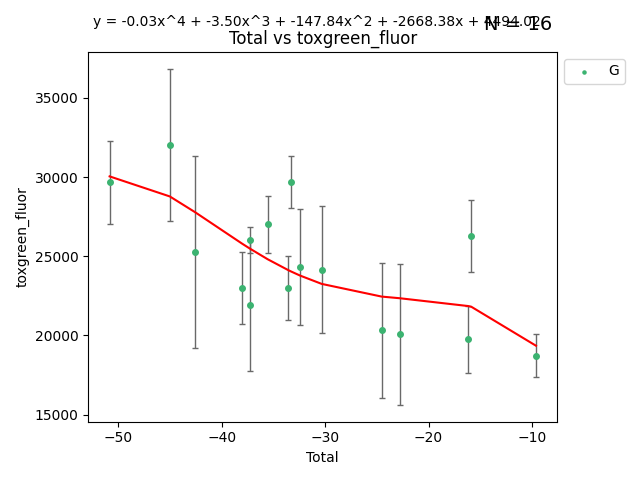 y = -0.03x^4 + -3.50x^3 + -147.84x^2 + -2668.38x +
N = 16
Total vs toxgreen_fluor
G
35000
30000
25000
20000
15000
toxgreen_fluor
−50
−40
−30
−20
−10
Total